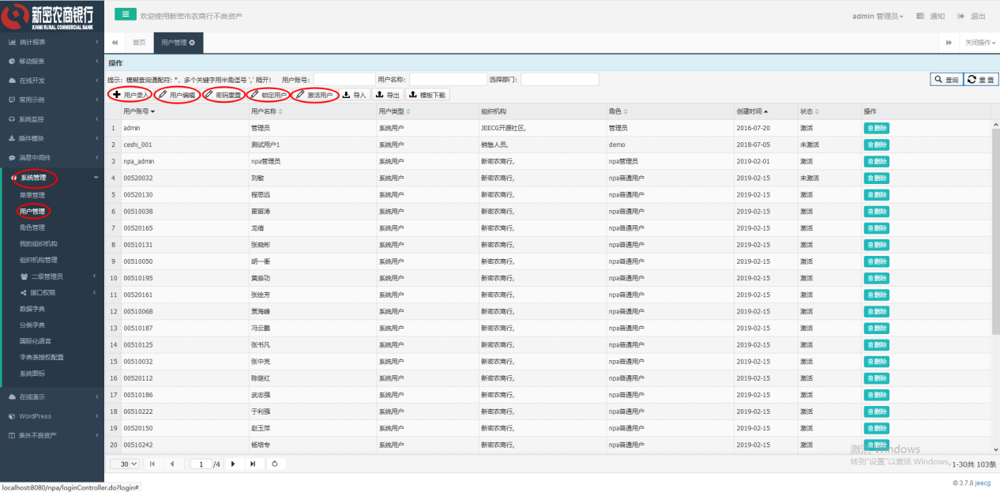 新密农商银行
XINMI RURAL COMMERCIAL BANK
欢迎使用新密市农商行不良资产
admin 管理员 通知 退出
首页 用户管理 关闭操作
统计报表
移动报表
在线开发
常用示例
系统监控
插件模块
消息中间件
系统管理
菜单管理
用户管理
角色管理
我的组织机构
组织机构管理
二级管理员
接口权限
数据字典
分类字典
国际化语言
字典表授权配置
系统图标
在线演示
WordPress
表外不良资产
操作
提示: 模糊查询通配符: *, 多个关键字用半角逗号 ',' 隔开! 用户账号: 用户名称: 选择部门: 查询 重置
用户录入 用户编辑 密码重置 锁定用户 激活用户 导入 导出 模板下载
用户账号 用户名称 用户类型 组织机构 角色 创建时间 状态 操作
1 admin 管理员 系统用户 JEECG开源社区, 管理员 2016-07-20 激活 删除
2 ceshi_001 测试用户1 系统用户 销售人员, demo 2018-07-05 未激活 删除
3 npa_admin npa管理员 系统用户 新密农商行, npa管理员 2019-02-01 激活 删除
4 00520032 刘敏 系统用户 新密农商行, npa普通用户 2019-02-15 未激活 删除
5 00520130 程思远 系统用户 新密农商行, npa普通用户 2019-02-15 激活 删除
6 00510038 翟留涛 系统用户 新密农商行, npa普通用户 2019-02-15 激活 删除
7 00520165 龙倩 系统用户 新密农商行, npa普通用户 2019-02-15 激活 删除
8 00510131 张晓彬 系统用户 新密农商行, npa普通用户 2019-02-15 激活 删除
9 00510050 胡一衡 系统用户 新密农商行, npa普通用户 2019-02-15 激活 删除
10 00510195 黄淼功 系统用户 新密农商行, npa普通用户 2019-02-15 激活 删除
11 00520161 张绘芳 系统用户 新密农商行, npa普通用户 2019-02-15 激活 删除
12 00510068 贾海峰 系统用户 新密农商行, npa普通用户 2019-02-15 激活 删除
13 00510187 冯云鹏 系统用户 新密农商行, npa普通用户 2019-02-15 激活 删除
14 00510125 张书凡 系统用户 新密农商行, npa普通用户 2019-02-15 激活 删除
15 00510032 张中亮 系统用户 新密农商行, npa普通用户 2019-02-15 激活 删除
16 00520112 陈继红 系统用户 新密农商行, npa普通用户 2019-02-15 激活 删除
17 00510186 武志强 系统用户 新密农商行, npa普通用户 2019-02-15 激活 删除
18 00510222 于利强 系统用户 新密农商行, npa普通用户 2019-02-15 激活 删除
19 00520150 赵玉萍 系统用户 新密农商行, npa普通用户 2019-02-15 激活 删除
20 00510242 杨培专 系统用户 新密农商行, npa普通用户 2019-02-15 激活 删除
激活 Windows
转到"设置"以激活 Windows。
30 1 /4 1-30共 103条
© 3.7.8 jeecg
localhost:8080/npa/loginController.do?login#